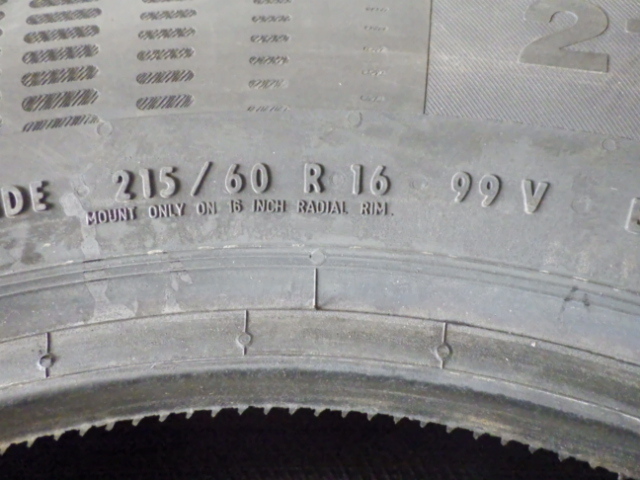 DE 215/60 R 16 99 V
MOUNT ONLY ON 16 INCH RADIAL RIM.